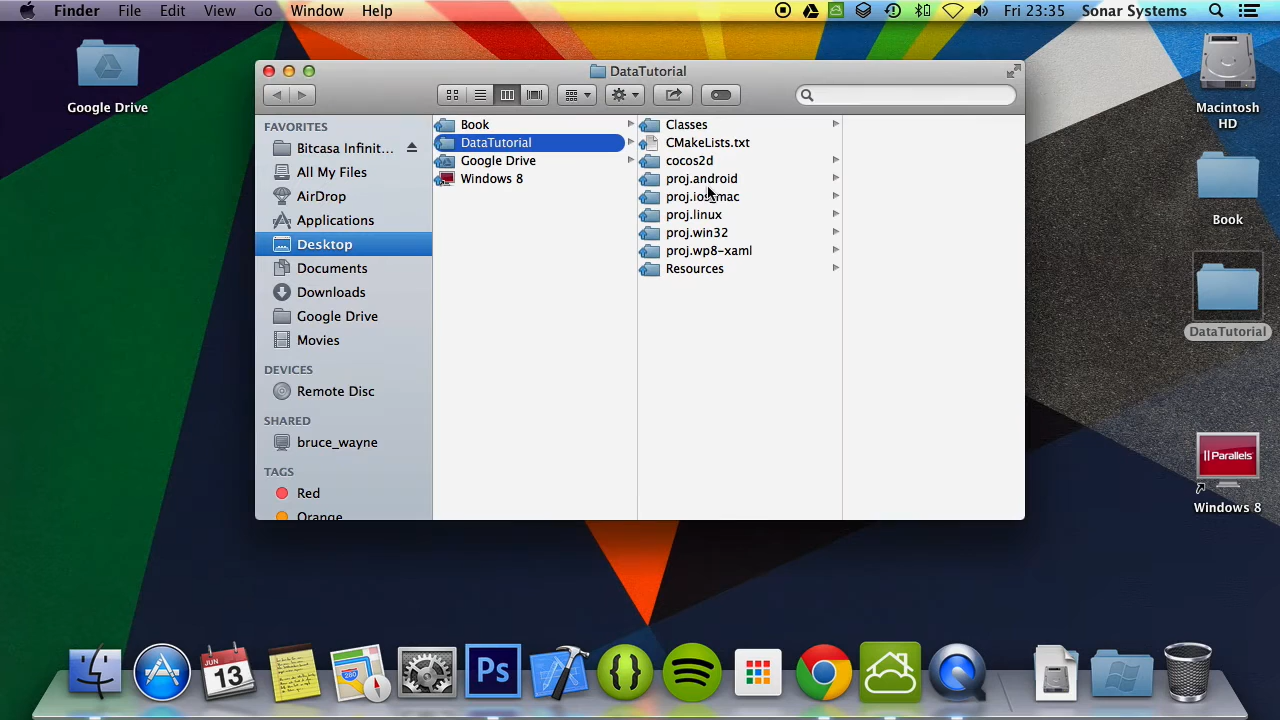 Finder File Edit View Go Window Help
Fri 23:35 Sonar Systems
Google Drive
Macintosh
HD
Book
DataTutorial
Parallels
Windows 8
DataTutorial
FAVORITES
Bitcasa Infinit...
All My Files
AirDrop
Applications
Desktop
Documents
Downloads
Google Drive
Movies
DEVICES
Remote Disc
SHARED
bruce_wayne
TAGS
Red
Orange
Book
DataTutorial
Google Drive
Windows 8
Classes
CMakeLists.txt
cocos2d
proj.android
proj.ios_mac
proj.linux
proj.win32
proj.wp8-xaml
Resources
JUN
13
280
Ps
{}